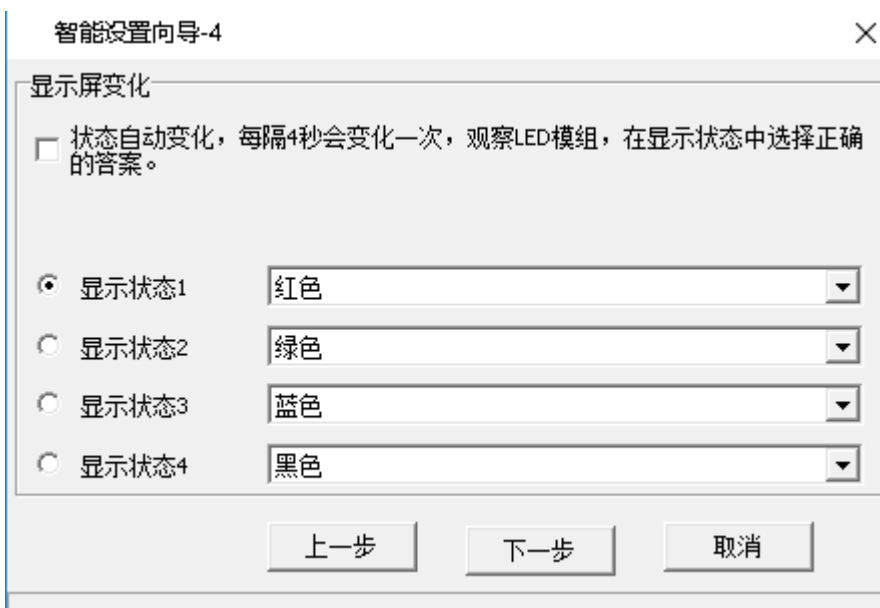 智能设置向导-4
显示屏变化
状态自动变化，每隔4秒会变化一次，观察LED模组，在显示状态中选择正确
的答案。
显示状态1 红色
显示状态2 绿色
显示状态3 蓝色
显示状态4 黑色
上一步 下一步 取消